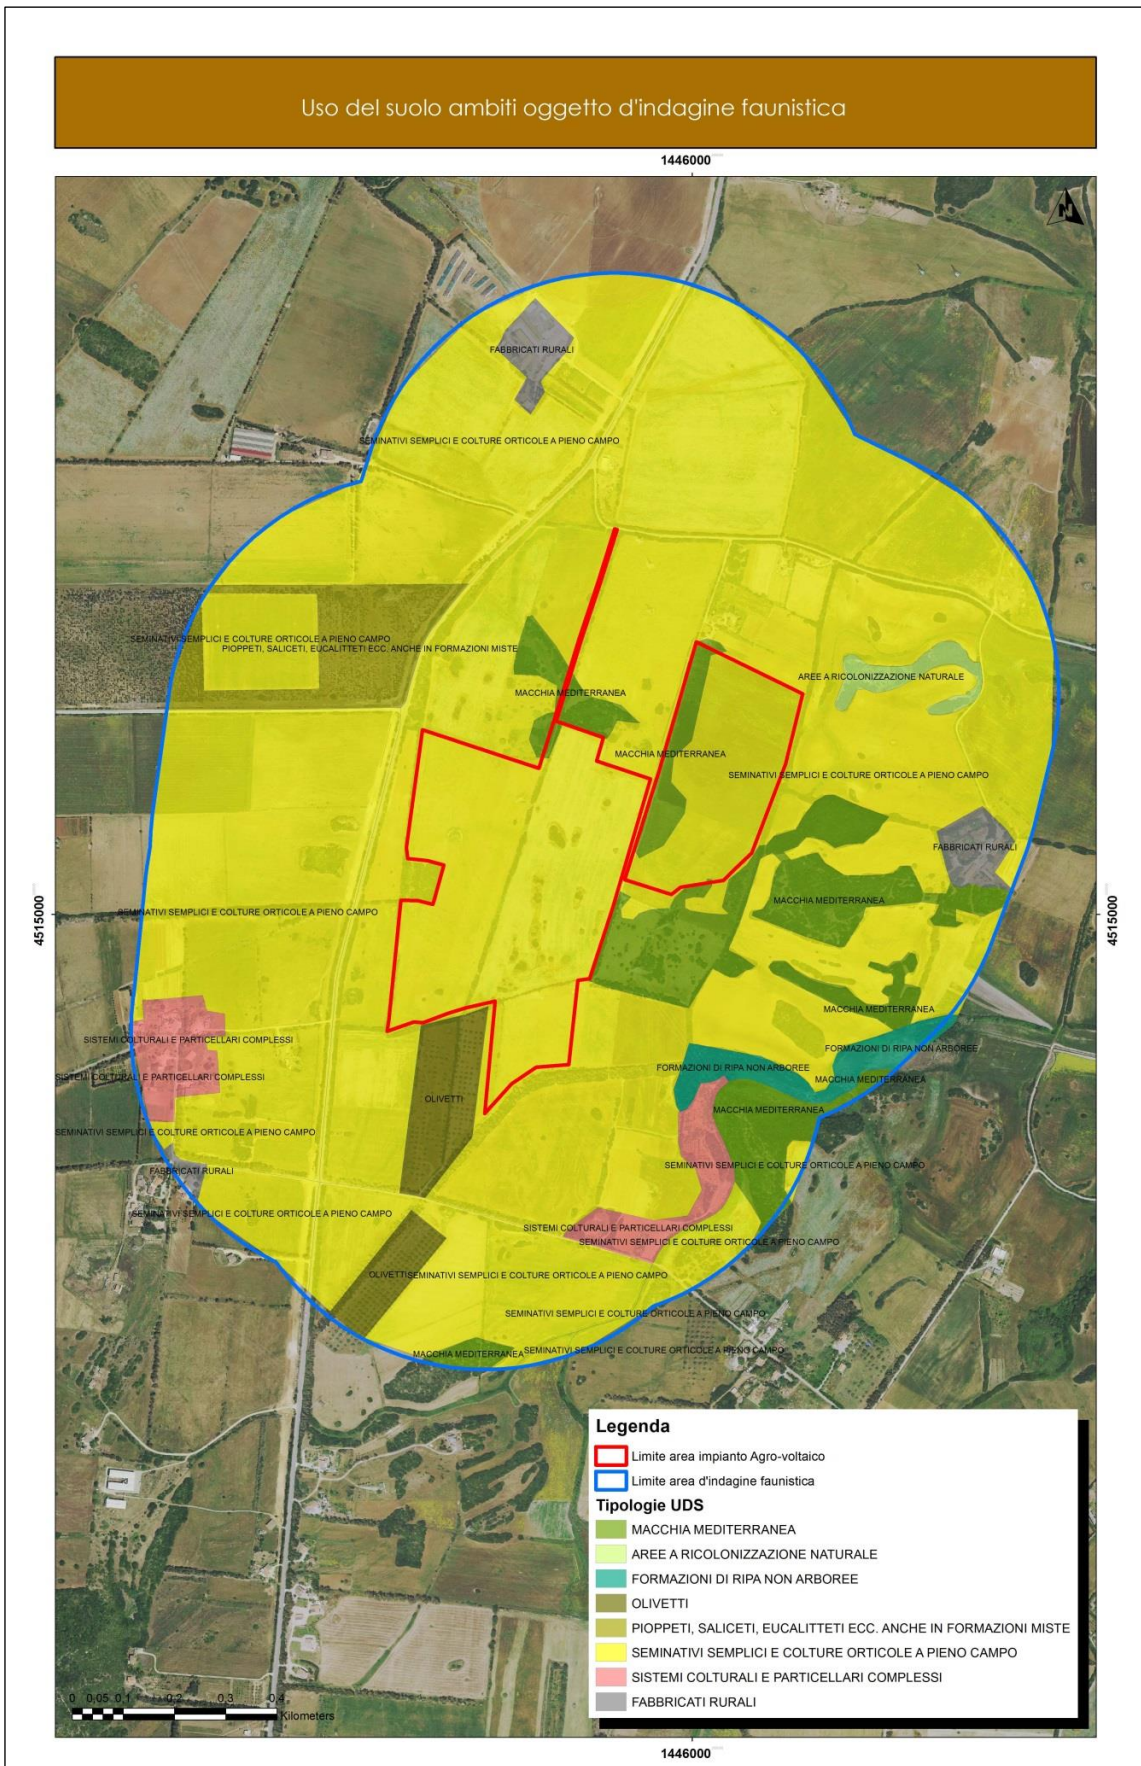 Uso del suolo ambiti oggetto d'indagine faunistica
1446000
N
FABBRICATI RURALI
SEMINATIVI SEMPLICI E COLTURE ORTICOLE A PIENO CAMPO
SEMINATIVI SEMPLICI E COLTURE ORTICOLE A PIENO CAMPO
PIOPPETI, SALICETI, EUCALITTETI ECC. ANCHE IN FORMAZIONI MISTE
AREE A RICOLONIZZAZIONE NATURALE
MACCHIA MEDITERRANEA
MACCHIA MEDITERRANEA
SEMINATIVI SEMPLICI E COLTURE ORTICOLE A PIENO CAMPO
FABBRICATI RURALI
MACCHIA MEDITERRANEA
SEMINATIVI SEMPLICI E COLTURE ORTICOLE A PIENO CAMPO
4515000
4515000
MACCHIA MEDITERRANEA
SISTEMI COLTURALI E PARTICELLARI COMPLESSI
FORMAZIONI DI RIPA NON ARBOREE
FORMAZIONI DI RIPA NON ARBOREE
SISTEMI COLTURALI E PARTICELLARI COMPLESSI
MACCHIA MEDITERRANEA
OLIVETTI
MACCHIA MEDITERRANEA
SEMINATIVI SEMPLICI E COLTURE ORTICOLE A PIENO CAMPO
SEMINATIVI SEMPLICI E COLTURE ORTICOLE A PIENO CAMPO
FABBRICATI RURALI
SEMINATIVI SEMPLICI E COLTURE ORTICOLE A PIENO CAMPO
SISTEMI COLTURALI E PARTICELLARI COMPLESSI
SEMINATIVI SEMPLICI E COLTURE ORTICOLE A PIENO CAMPO
OLIVETTI
SEMINATIVI SEMPLICI E COLTURE ORTICOLE A PIENO CAMPO
SEMINATIVI SEMPLICI E COLTURE ORTICOLE A PIENO CAMPO
SEMINATIVI SEMPLICI E COLTURE ORTICOLE A PIENO CAMPO
MACCHIA MEDITERRANEA
Legenda
Limite area impianto Agro-voltaico
Limite area d'indagine faunistica
Tipologie UDS
MACCHIA MEDITERRANEA
AREE A RICOLONIZZAZIONE NATURALE
FORMAZIONI DI RIPA NON ARBOREE
OLIVETTI
PIOPPETI, SALICETI, EUCALITTETI ECC. ANCHE IN FORMAZIONI MISTE
SEMINATIVI SEMPLICI E COLTURE ORTICOLE A PIENO CAMPO
SISTEMI COLTURALI E PARTICELLARI COMPLESSI
FABBRICATI RURALI
0 0,05 0,1 0,2 0,3 0,4
Kilometers
1446000